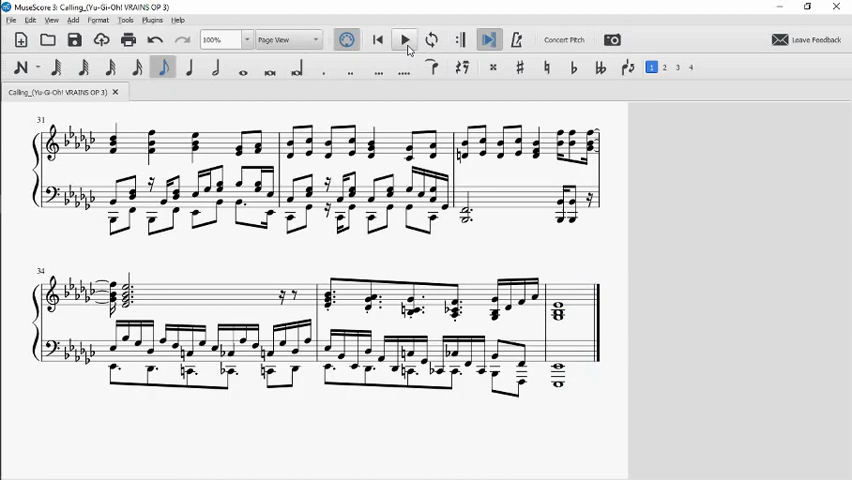 MuseScore 3: Calling_(Yu-Gi-Oh! VRAINS OP 3)
File Edit View Add Format Tools Plugins Help
100% Page View Concert Pitch Leave Feedback
1 2 3 4
Calling_(Yu-Gi-Oh! VRAINS OP 3)
31
34